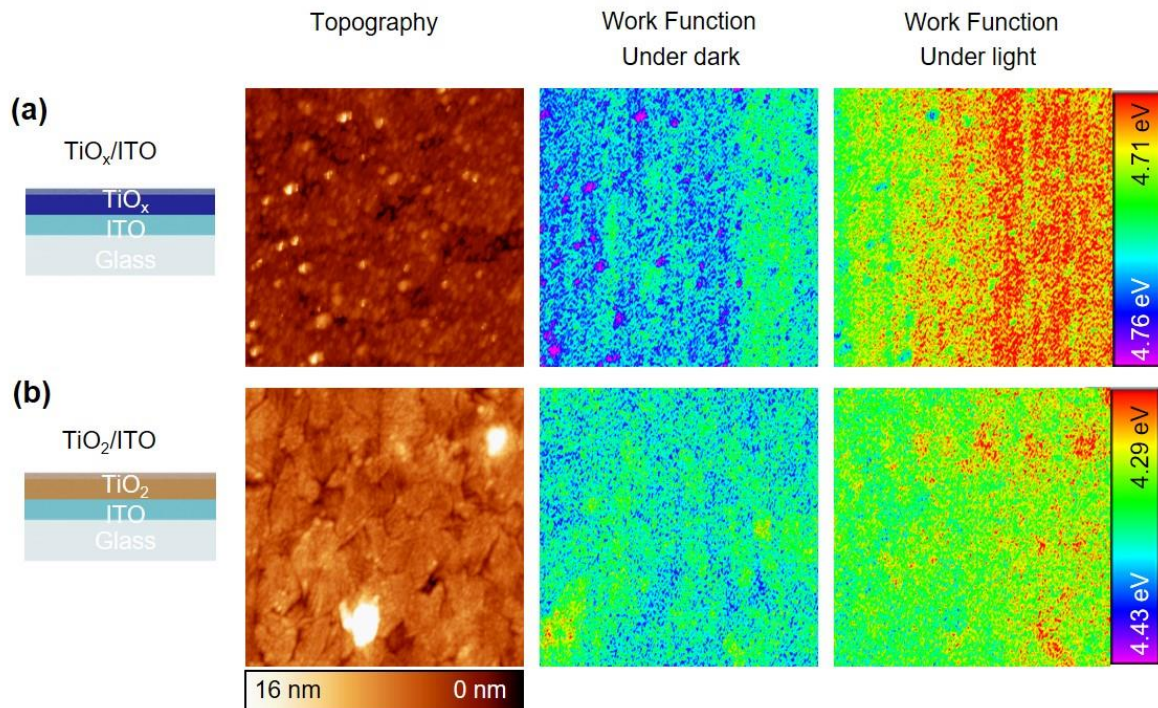 Topography
Work Function
Under dark
Work Function
Under light
(a)
TiOₓ/ITO
TiOₓ
ITO
Glass
4.71 eV
4.76 eV
(b)
TiO₂/ITO
TiO₂
ITO
Glass
4.29 eV
4.43 eV
16 nm
0 nm